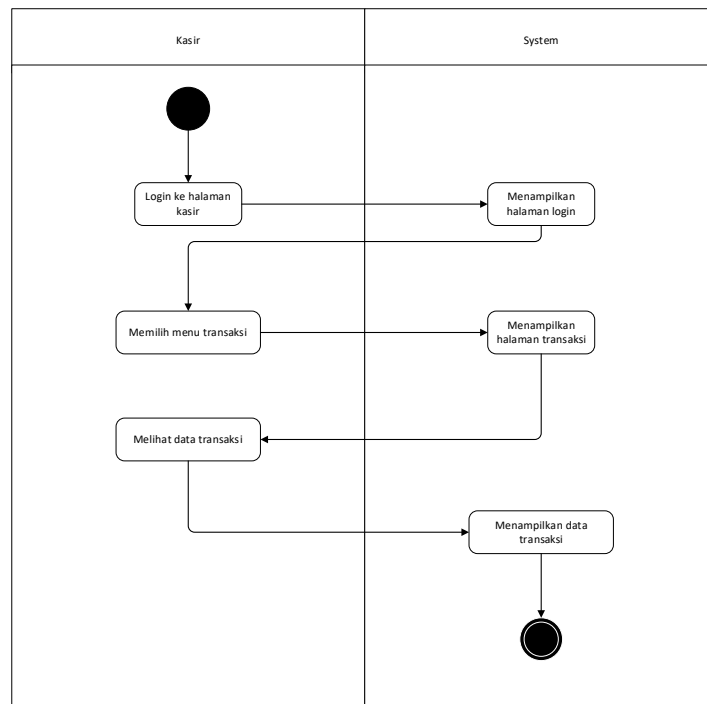 Kasir
System
Login ke halaman
kasir
Menampilkan
halaman login
Memilih menu transaksi
Menampilkan
halaman transaksi
Melihat data transaksi
Menampilkan data
transaksi